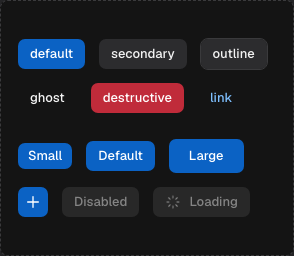 default secondary outline
ghost destructive link
Small Default Large
Disabled Loading